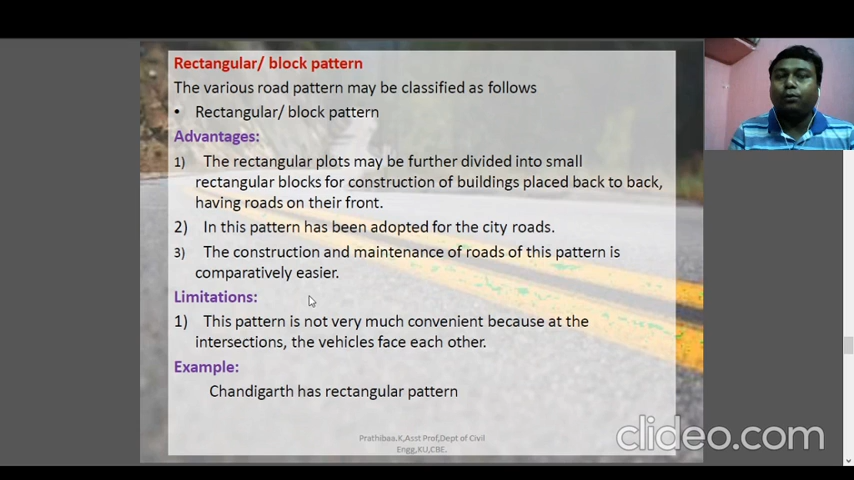 Rectangular/ block pattern
The various road pattern may be classified as follows
• Rectangular/ block pattern
Advantages:
1) The rectangular plots may be further divided into small
rectangular blocks for construction of buildings placed back to back,
having roads on their front.
2) In this pattern has been adopted for the city roads.
3) The construction and maintenance of roads of this pattern is
comparatively easier.
Limitations:
1) This pattern is not very much convenient because at the
intersections, the vehicles face each other.
Example:
Chandigarth has rectangular pattern
Prathibaa.K,Asst Prof,Dept of Civil
Engg,KU,CBE,
clideo.com